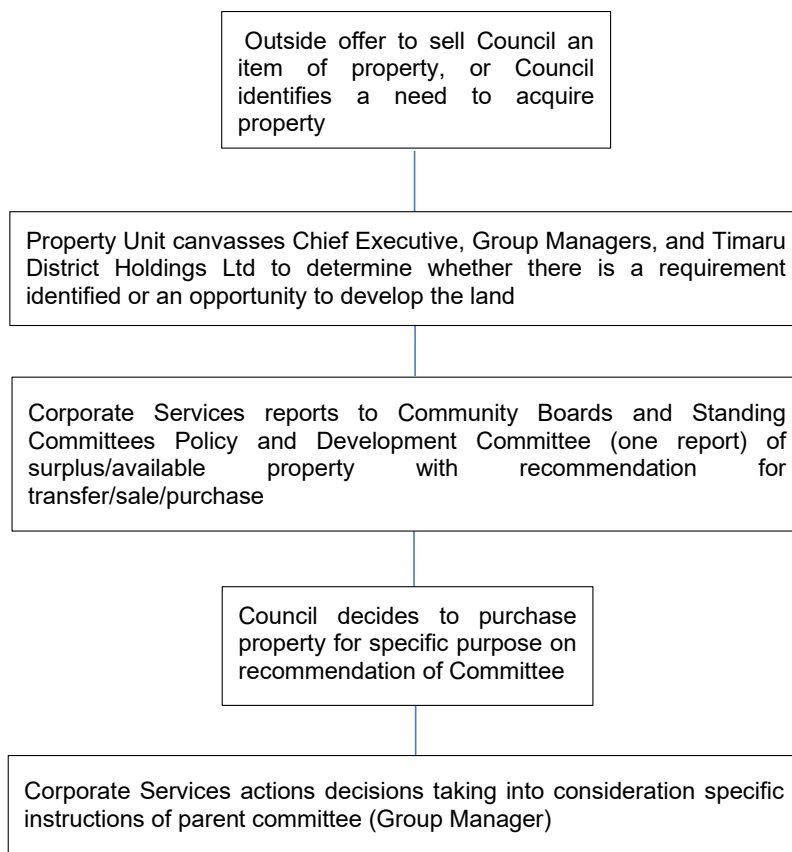 Outside offer to sell Council an
item of property, or Council
identifies a need to acquire
property
Property Unit canvasses Chief Executive, Group Managers, and Timaru
District Holdings Ltd to determine whether there is a requirement
identified or an opportunity to develop the land
Corporate Services reports to Community Boards and Standing
Committees Policy and Development Committee (one report) of
surplus/available property with recommendation for
transfer/sale/purchase
Council decides to purchase
property for specific purpose on
recommendation of Committee
Corporate Services actions decisions taking into consideration specific
instructions of parent committee (Group Manager)